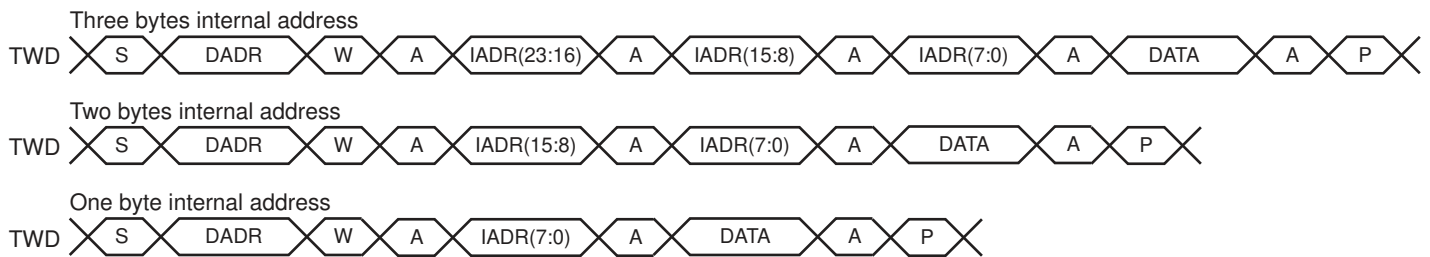 Three bytes internal address
TWD S DADR W A IADR(23:16) A IADR(15:8) A IADR(7:0) A DATA A P
Two bytes internal address
TWD S DADR W A IADR(15:8) A IADR(7:0) A DATA A P
One byte internal address
TWD S DADR W A IADR(7:0) A DATA A P